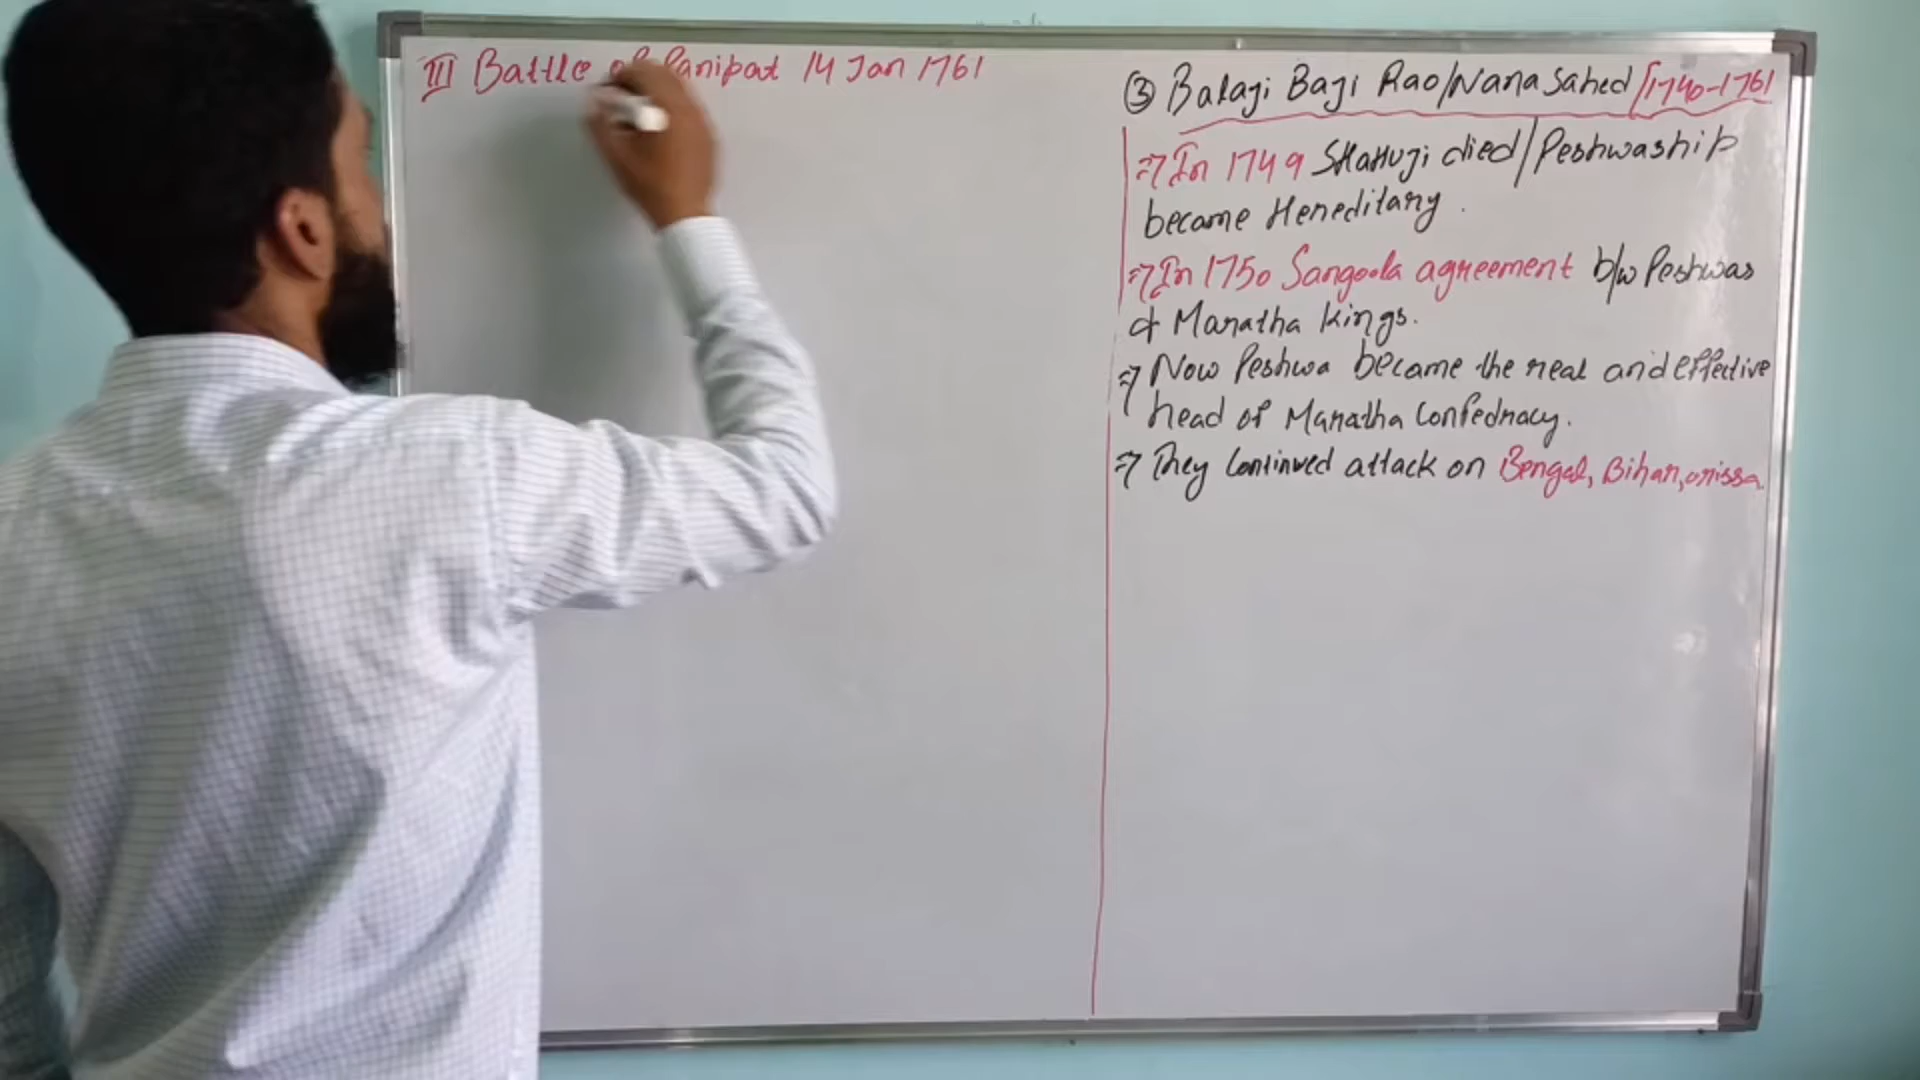 III Battle of Panipat 14 Jan 1761
③ Balaji Baji Rao/Nana Sahed/1740-1761
⇒ In 1749 SHAHUJi died/Peshwaship
became Hereditary.
⇒ In 1750 Sangoola agreement b/w Peshwas
& Maratha Kings.
⇒ Now Peshwa became the real and effective
head of Maratha Confedracy.
⇒ They Continued attack on Bengal, Bihar, orissa.